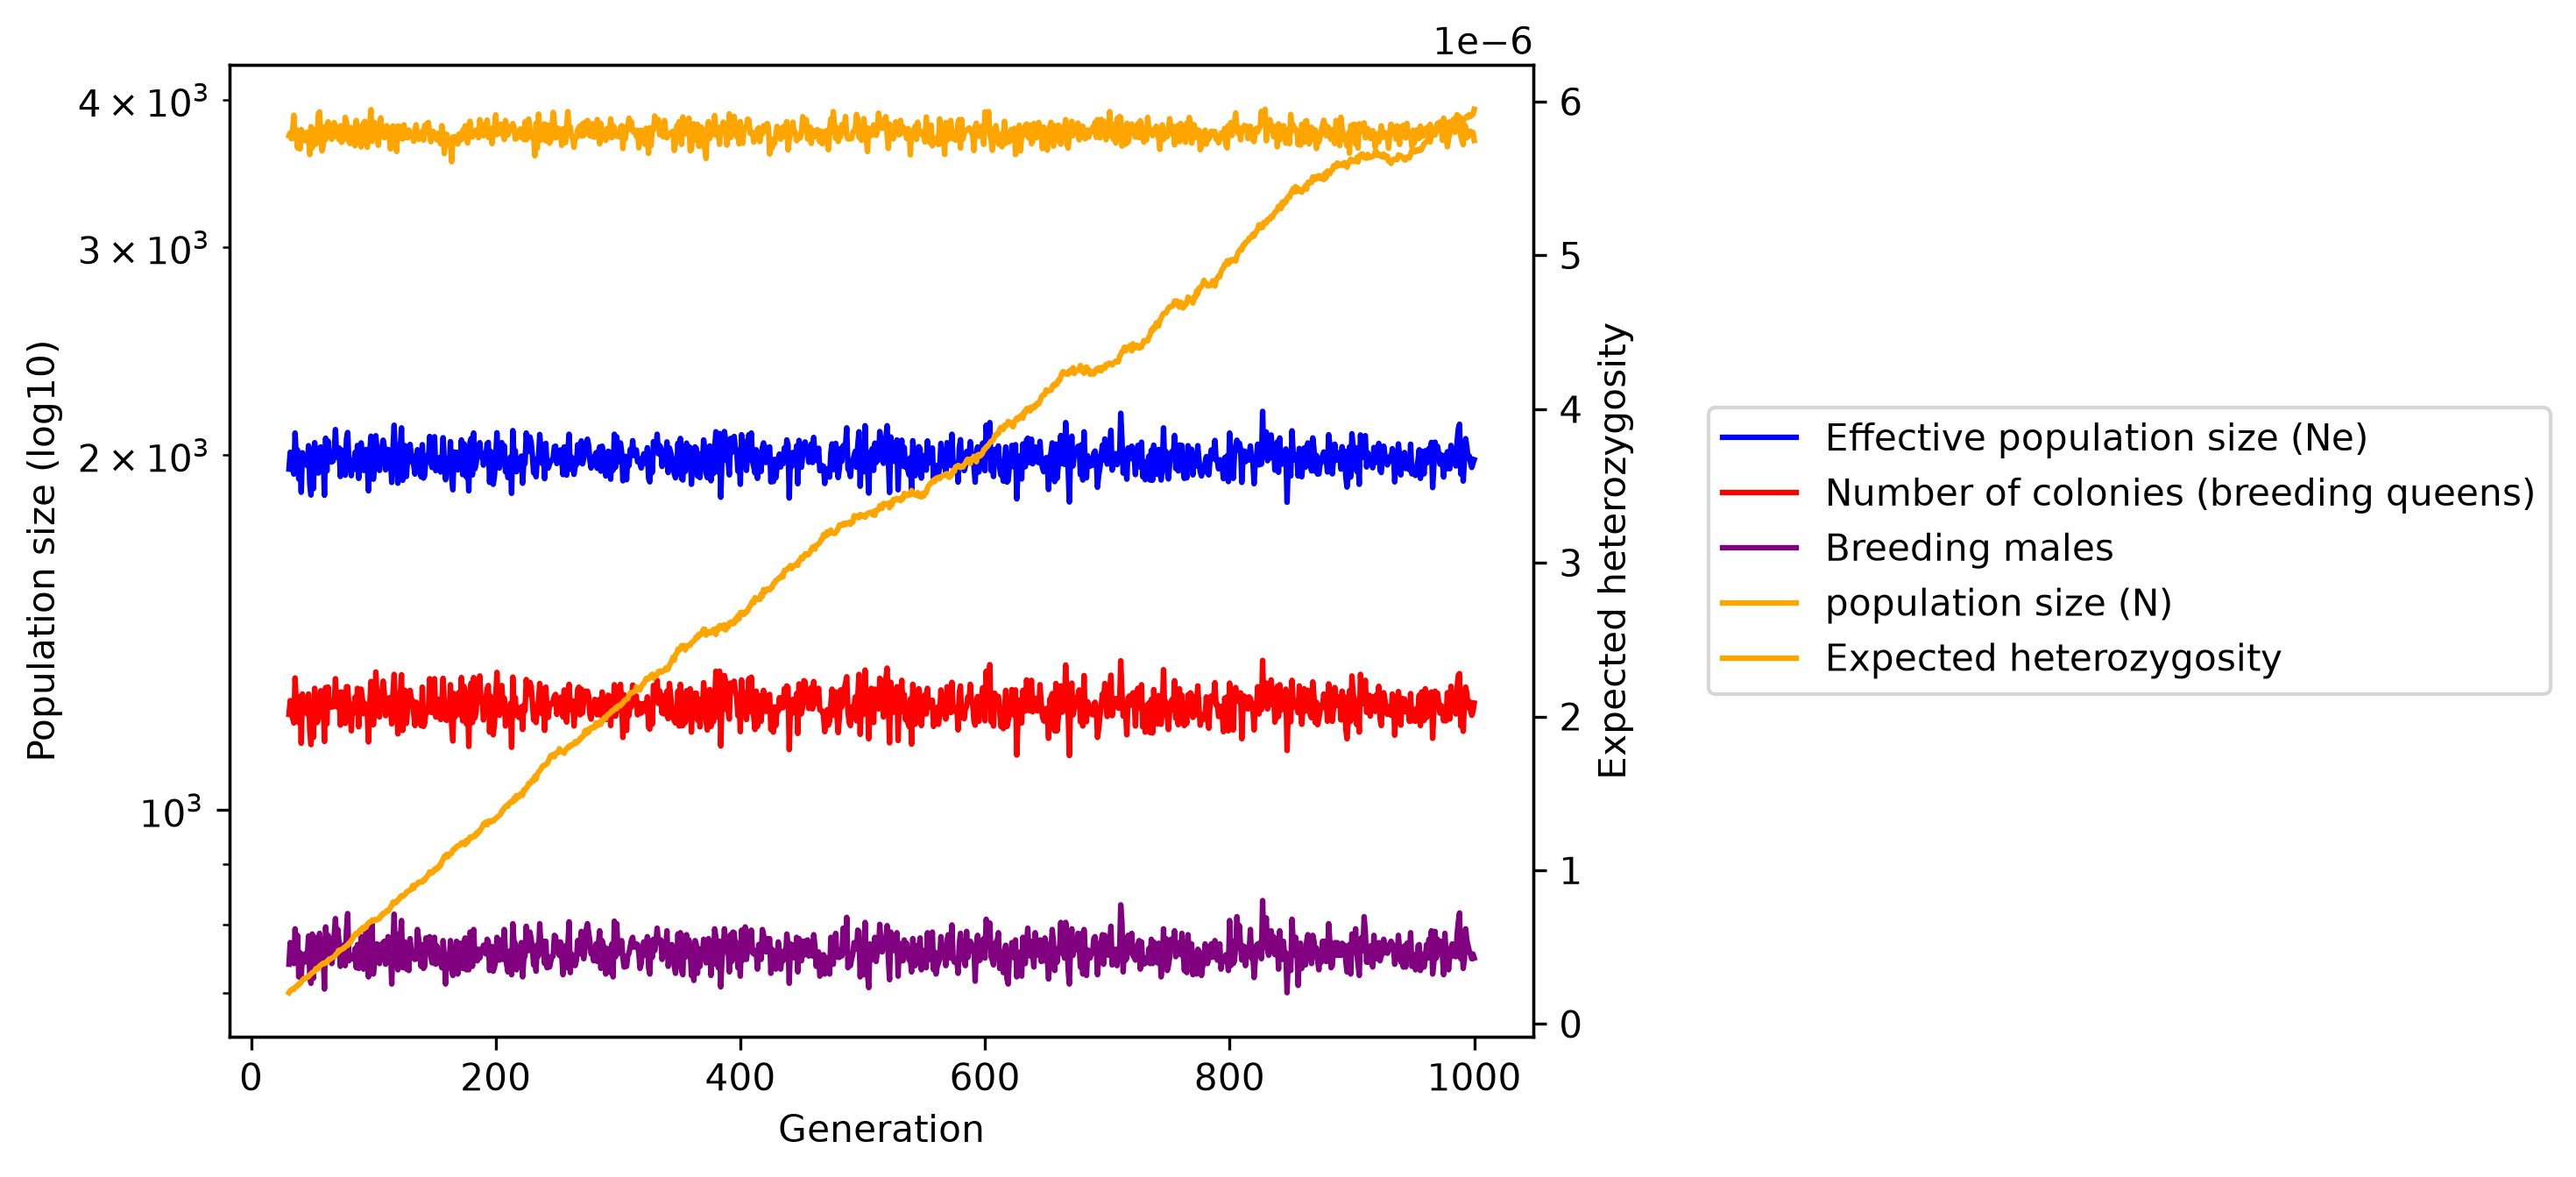 1e−6
4 × 10³
3 × 10³
2 × 10³
10³
Population size (log10)
0
200
400
600
800
1000
Generation
6
5
4
3
2
1
0
Expected heterozygosity
Effective population size (Ne)
Number of colonies (breeding queens)
Breeding males
population size (N)
Expected heterozygosity